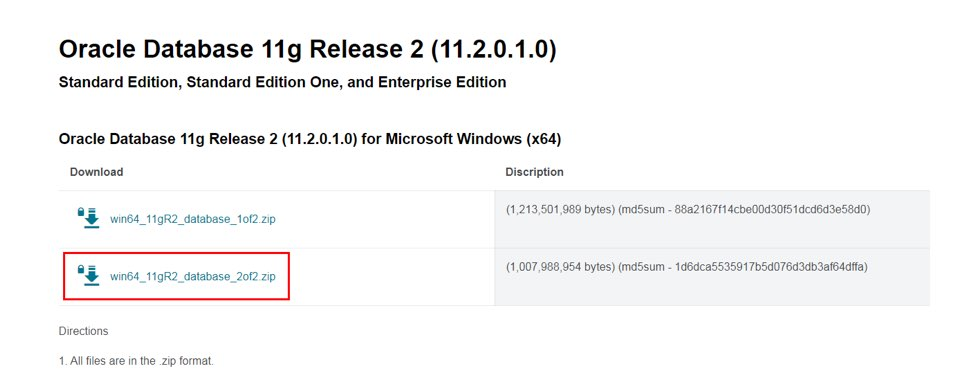 Oracle Database 11g Release 2 (11.2.0.1.0)
Standard Edition, Standard Edition One, and Enterprise Edition
Oracle Database 11g Release 2 (11.2.0.1.0) for Microsoft Windows (x64)
Download Discription
win64_11gR2_database_1of2.zip (1,213,501,989 bytes) (md5sum - 88a2167f14cbe00d30f51dcd6d3e58d0)
win64_11gR2_database_2of2.zip (1,007,988,954 bytes) (md5sum - 1d6dca5535917b5d076d3db3af64dffa)
Directions
1. All files are in the .zip format.